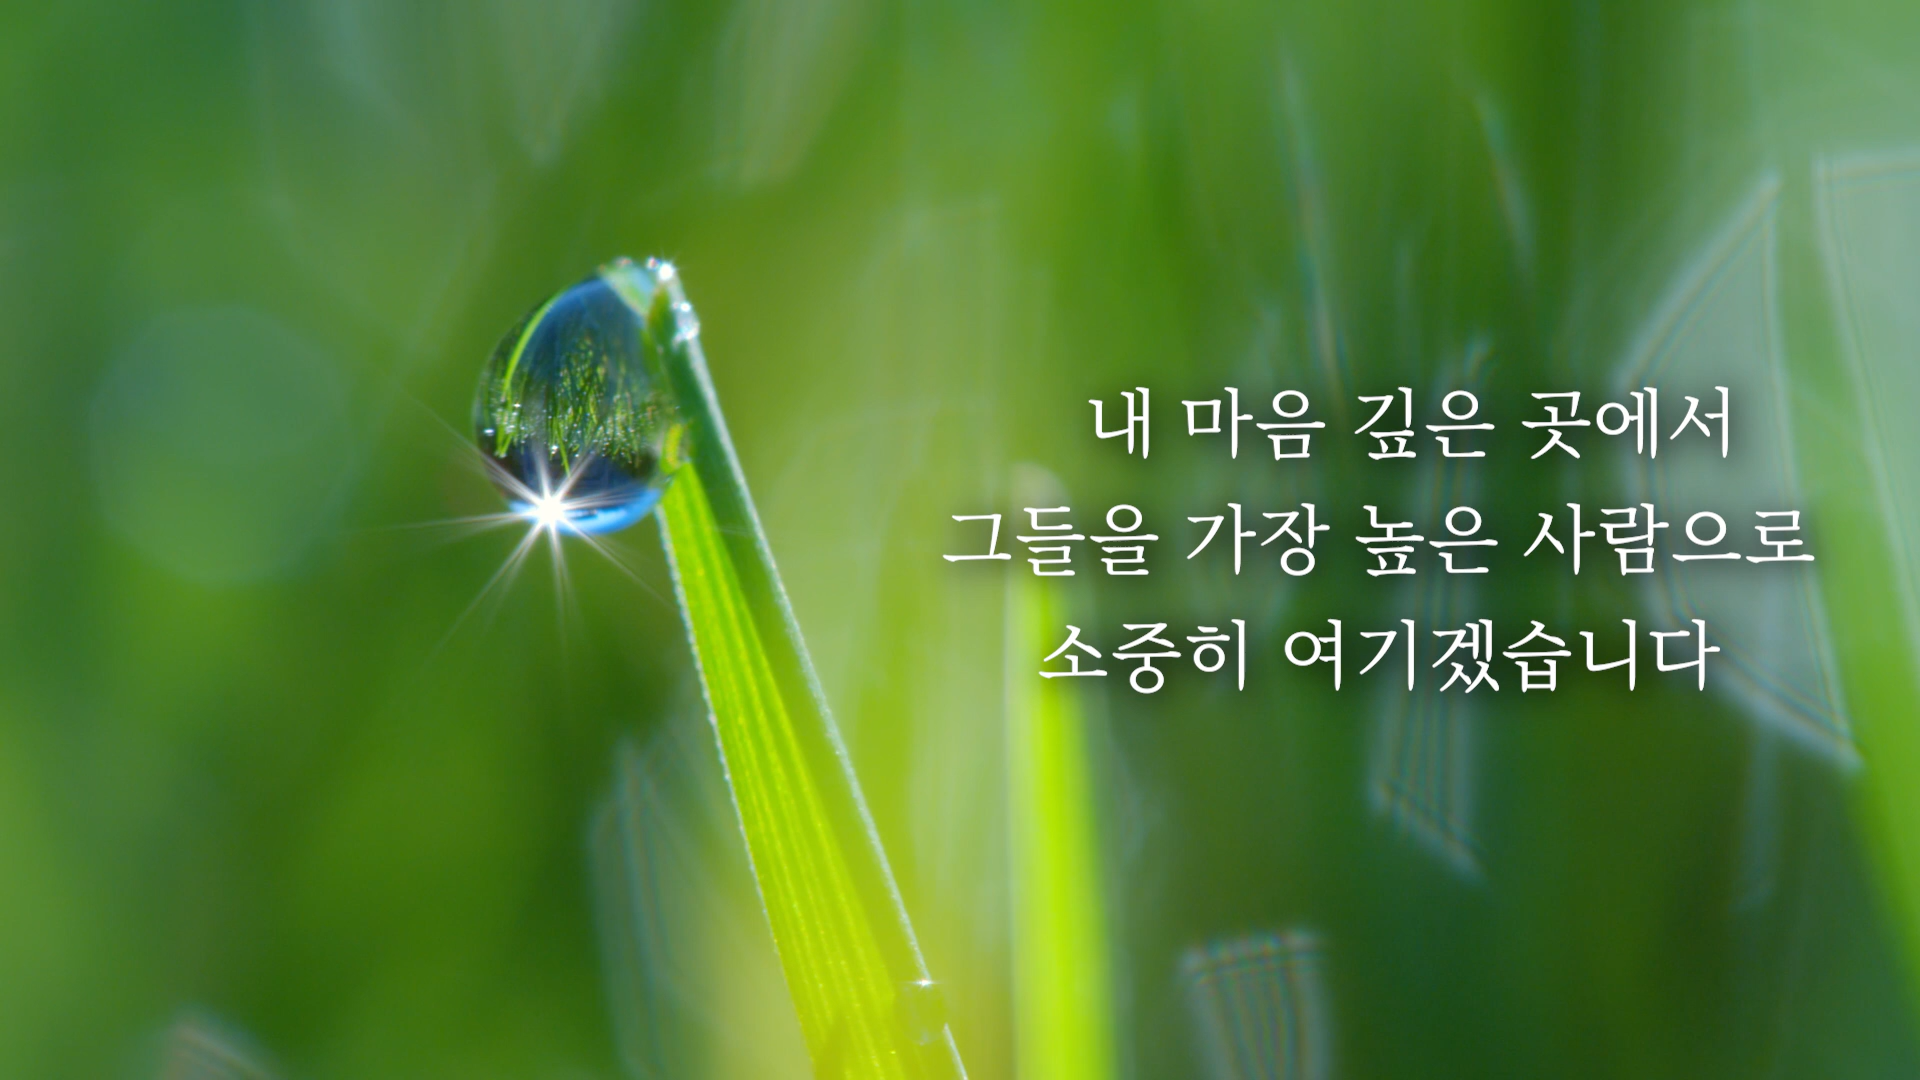 내 마음 깊은 곳에서
그들을 가장 높은 사람으로
소중히 여기겠습니다